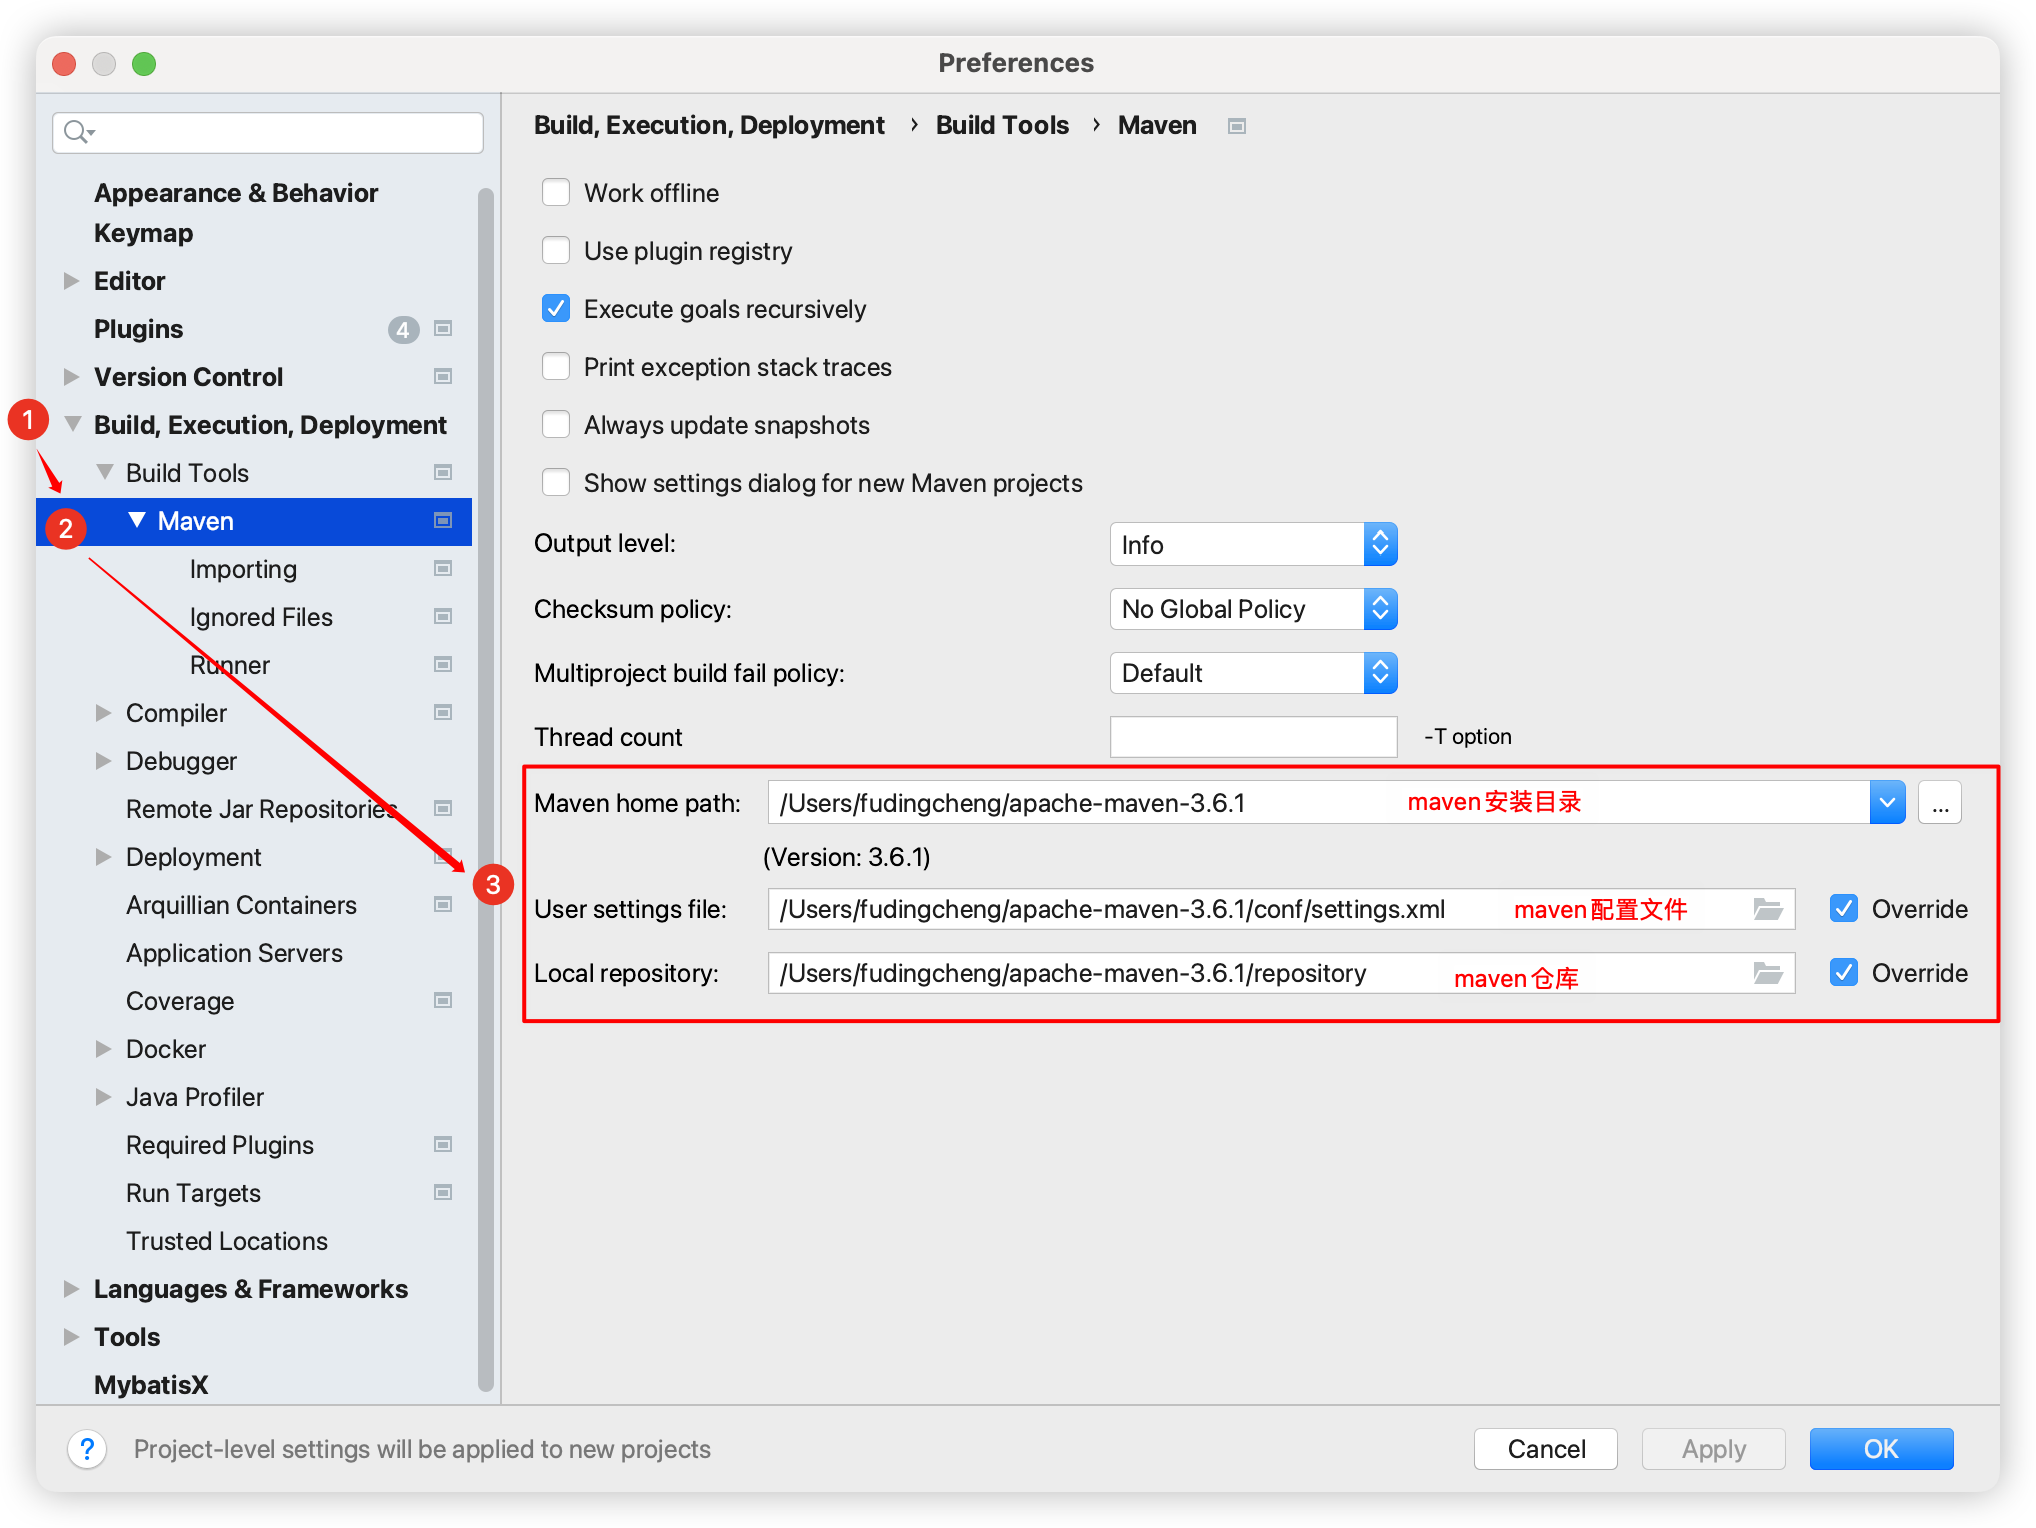 Preferences
Appearance & Behavior
Keymap
Editor
Plugins 4
Version Control
1 Build, Execution, Deployment
Build Tools
2 Maven
Importing
Ignored Files
Runner
Compiler
Debugger
Remote Jar Repositories
Deployment
Arquillian Containers
Application Servers
Coverage
Docker
Java Profiler
Required Plugins
Run Targets
Trusted Locations
Languages & Frameworks
Tools
MybatisX
Build, Execution, Deployment › Build Tools › Maven
Work offline
Use plugin registry
Execute goals recursively
Print exception stack traces
Always update snapshots
Show settings dialog for new Maven projects
Output level: Info
Checksum policy: No Global Policy
Multiproject build fail policy: Default
Thread count -T option
Maven home path: /Users/fudingcheng/apache-maven-3.6.1 maven安装目录 ...
(Version: 3.6.1)
3
User settings file: /Users/fudingcheng/apache-maven-3.6.1/conf/settings.xml maven配置文件 Override
Local repository: /Users/fudingcheng/apache-maven-3.6.1/repository maven仓库 Override
? Project-level settings will be applied to new projects
Cancel Apply OK